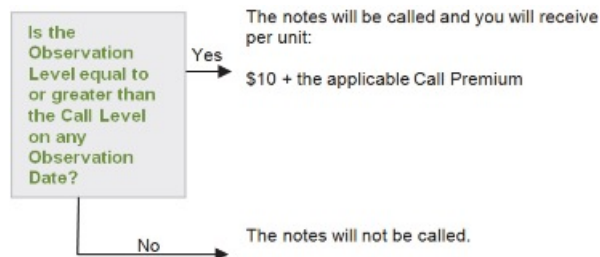 Is the
Observation
Level equal to
or greater than
the Call Level
on any
Observation
Date?
Yes
The notes will be called and you will receive
per unit:
$10 + the applicable Call Premium
No
The notes will not be called.